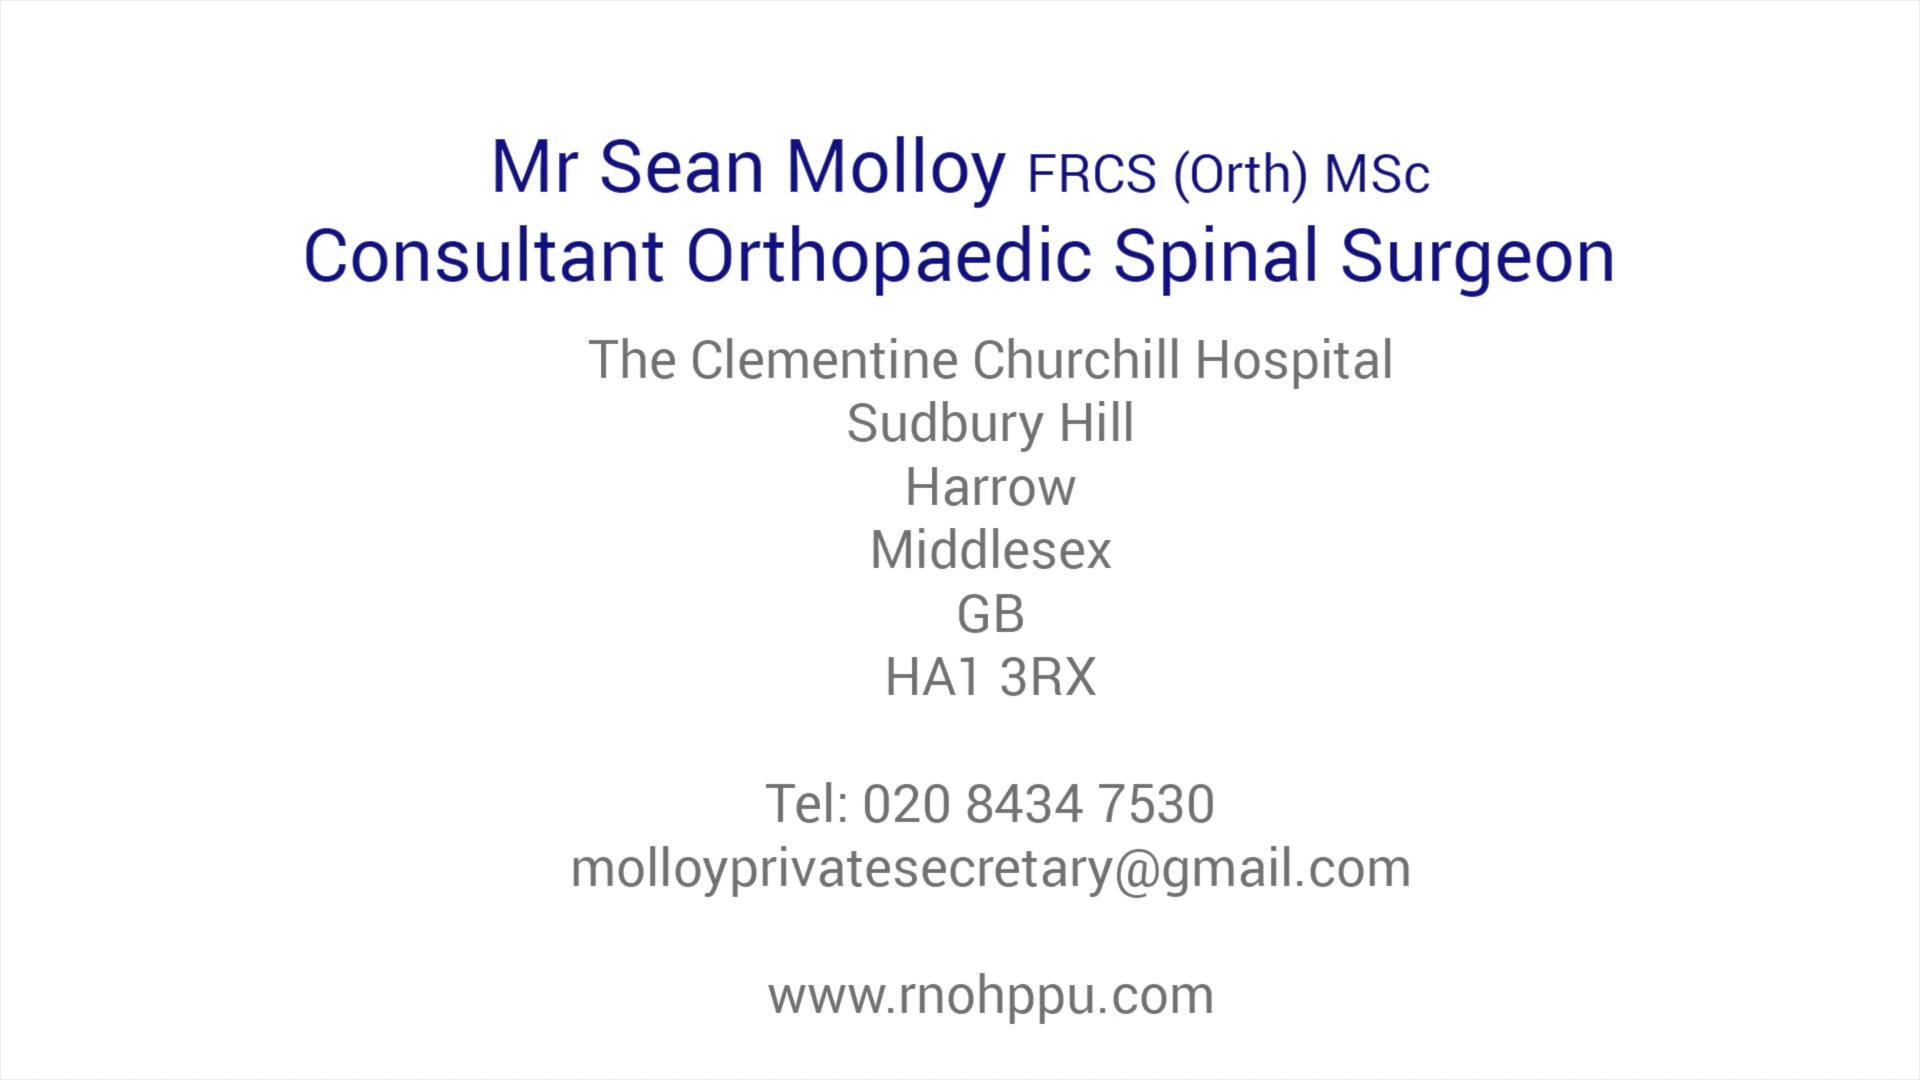 Mr Sean Molloy FRCS (Orth) MSc
Consultant Orthopaedic Spinal Surgeon
The Clementine Churchill Hospital
Sudbury Hill
Harrow
Middlesex
GB
HA1 3RX
Tel: 020 8434 7530
molloyprivatesecretary@gmail.com
www.rnohppu.com